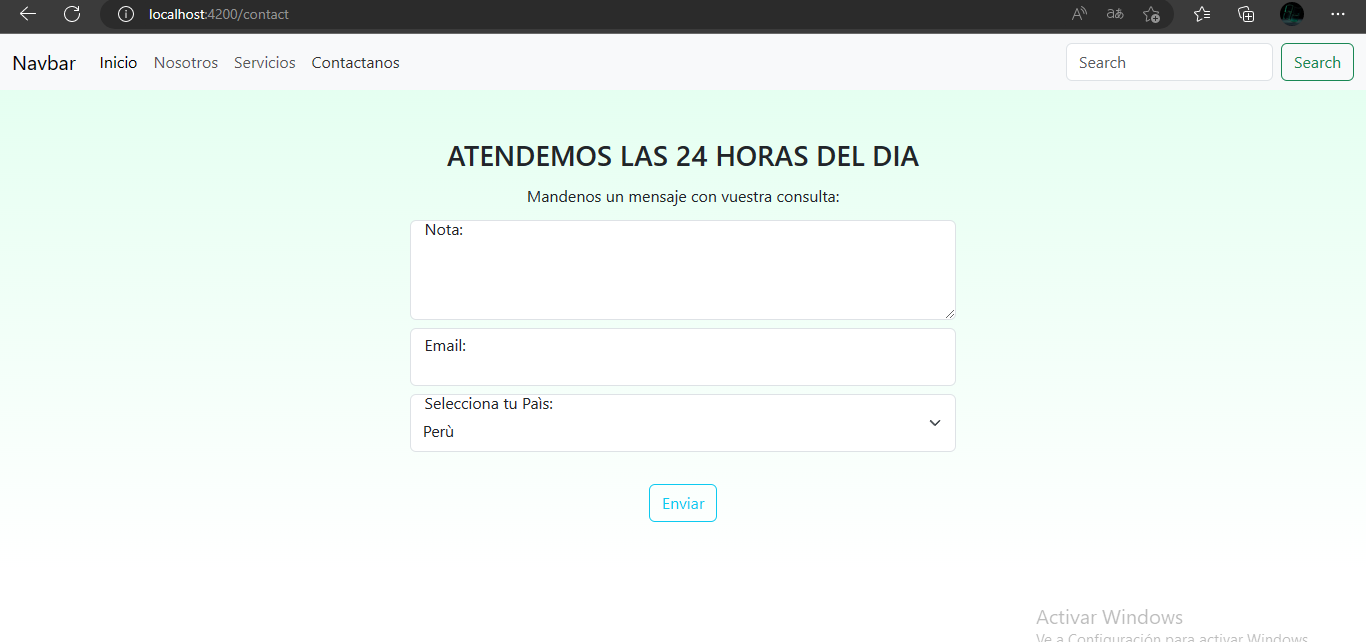 localhost:4200/contact
Navbar Inicio Nosotros Servicios Contactanos Search Search
ATENDEMOS LAS 24 HORAS DEL DIA
Mandenos un mensaje con vuestra consulta:
Nota:
Email:
Selecciona tu Paìs:
Perù
Enviar
Activar Windows
Ve a Configuración para activar Windows